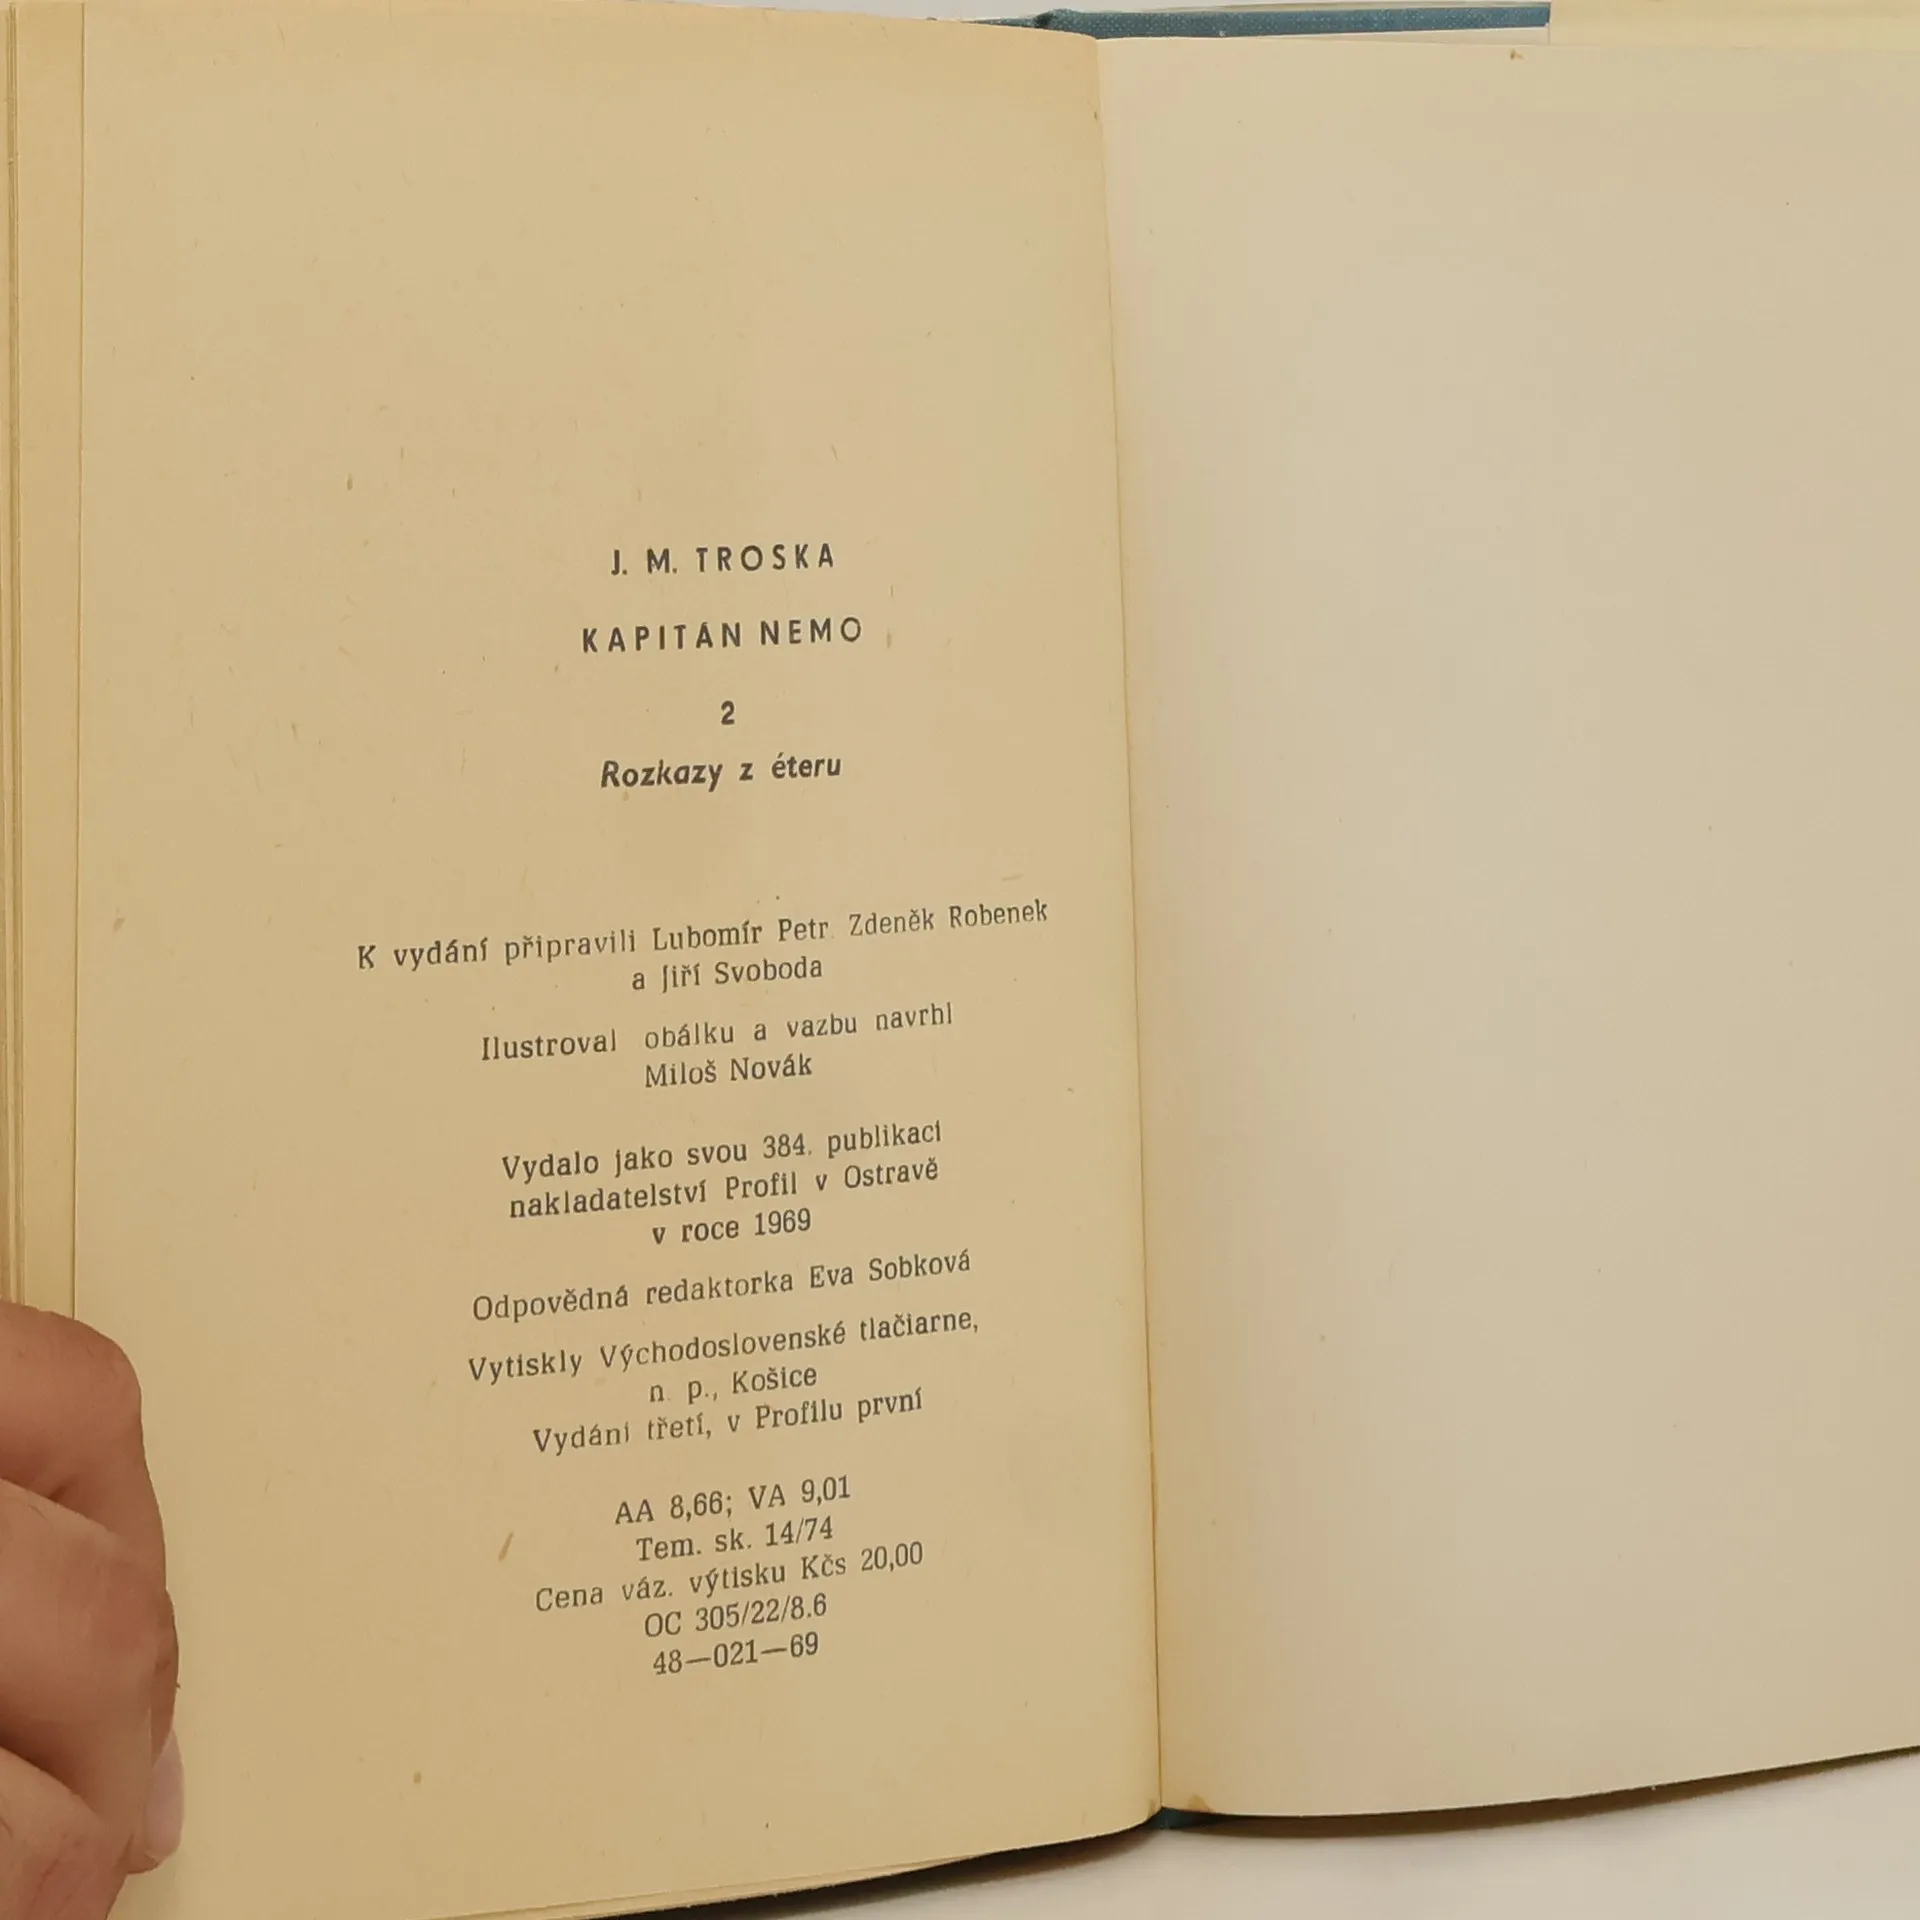 J. M. TROSKA
KAPITÁN NEMO
2
Rozkazy z éteru
K vydání připravili Lubomír Petr Zdeněk Robenek
a Jiří Svoboda
Ilustroval obálku a vazbu navrhl
Miloš Novák
Vydalo jako svou 384. publikaci
nakladatelství Profil v Ostravě
v roce 1969
Odpovědná redaktorka Eva Sobková
Vytiskly Východoslovenské tlačiarne,
n. p., Košice
Vydání třetí, v Profilu první
AA 8,66; VA 9,01
Tem. sk. 14/74
Cena váz. výtisku Kčs 20,00
OC 305/22/8.6
48—021—69